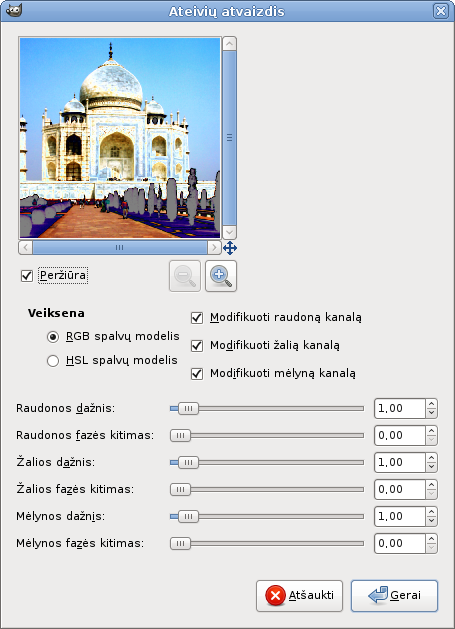 Ateivių atvaizdis
Peržiūra
Veiksena
RGB spalvų modelis
HSL spalvų modelis
Modifikuoti raudoną kanalą
Modifikuoti žalią kanalą
Modifikuoti mėlyną kanalą
Raudonos dažnis: 1,00
Raudonos fazės kitimas: 0,00
Žalios dažnis: 1,00
Žalios fazės kitimas: 0,00
Mėlynos dažnis: 1,00
Mėlynos fazės kitimas: 0,00
Atšaukti Gerai